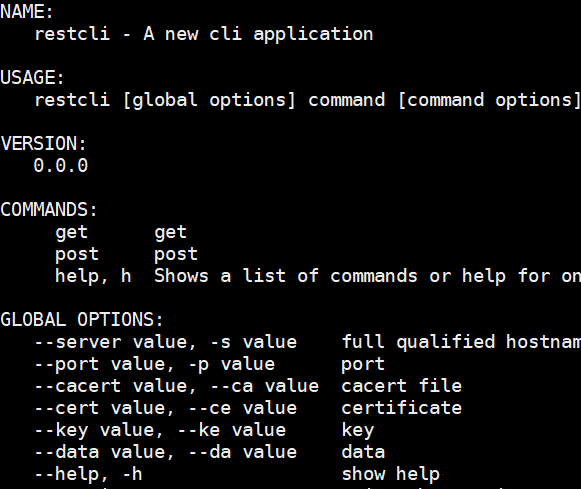 NAME:
restcli - A new cli application
USAGE:
restcli [global options] command [command options]
VERSION:
0.0.0
COMMANDS:
get get
post post
help, h Shows a list of commands or help for on
GLOBAL OPTIONS:
--server value, -s value full qualified hostnam
--port value, -p value port
--cacert value, --ca value cacert file
--cert value, --ce value certificate
--key value, --ke value key
--data value, --da value data
--help, -h show help